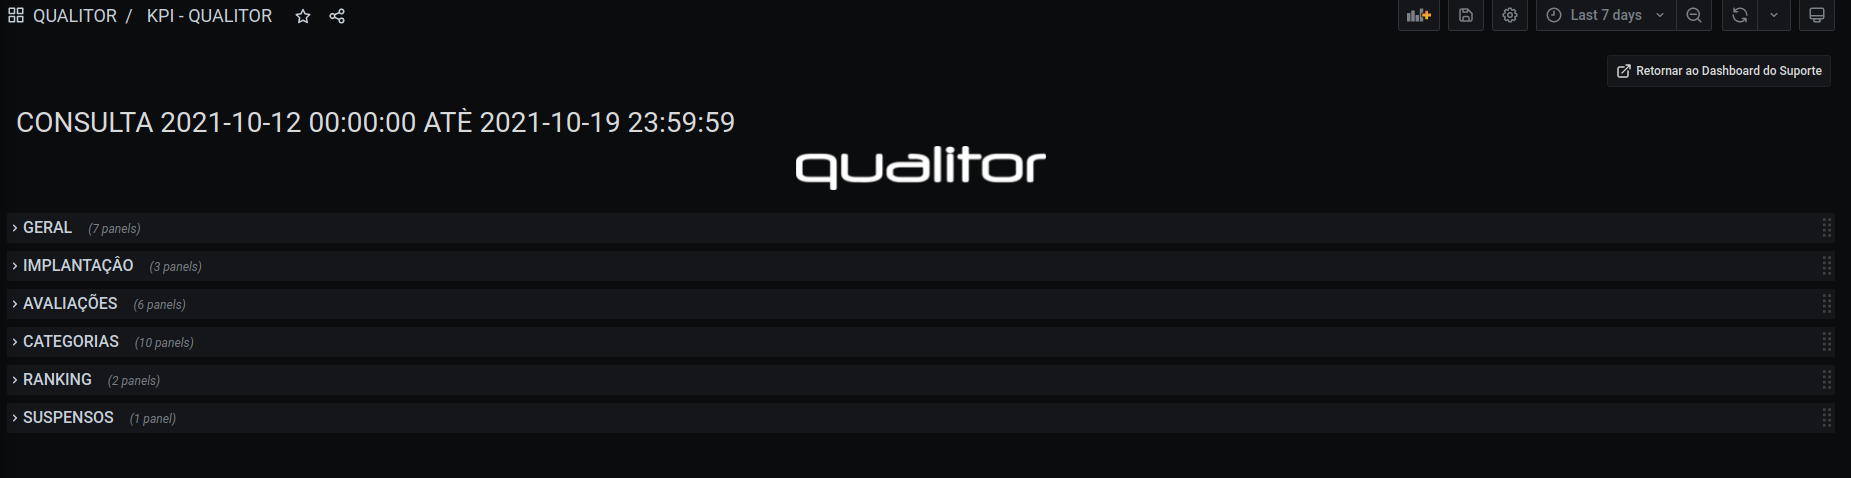 QUALITOR / KPI - QUALITOR
Last 7 days
Retornar ao Dashboard do Suporte
CONSULTA 2021-10-12 00:00:00 ATÈ 2021-10-19 23:59:59
qualitor
GERAL (7 panels)
IMPLANTAÇÂO (3 panels)
AVALIAÇÕES (6 panels)
CATEGORIAS (10 panels)
RANKING (2 panels)
SUSPENSOS (1 panel)